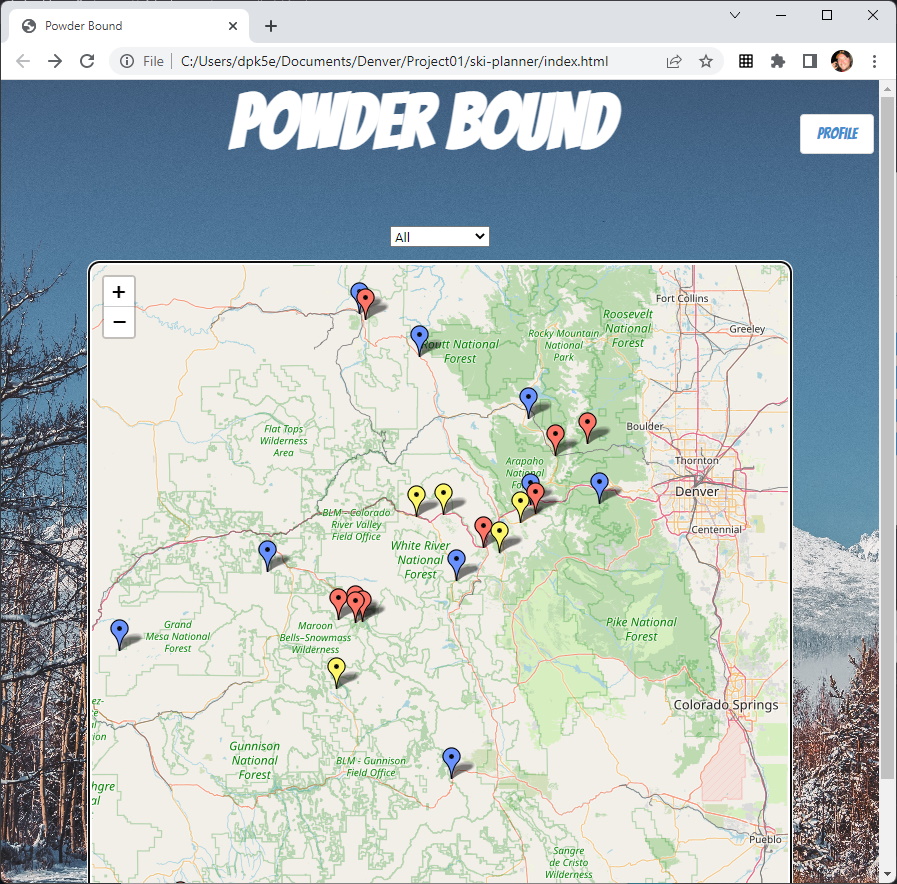 Powder Bound
File
C:/Users/dpk5e/Documents/Denver/Project01/ski-planner/index.html
POWDER BOUND
PROFILE
All
+
−
Fort Collins
Roosevelt
National
Forest
Greeley
Rocky Mountain
National
Park
Routt National
Forest
Boulder
Flat Tops
Wilderness
Area
Arapaho
National
Thornton
Denver
BLM-Colorado
River Valley
Field Office
Centennial
White River
National
Forest
Grand
Mesa National
Forest
Maroon
Bells–Snowmass
Wilderness
Pike National
Forest
Colorado Springs
Gunnison
National
Forest
BLM - Gunnison
Field Office
Pueblo
Sangre
de Cristo
Wilderness